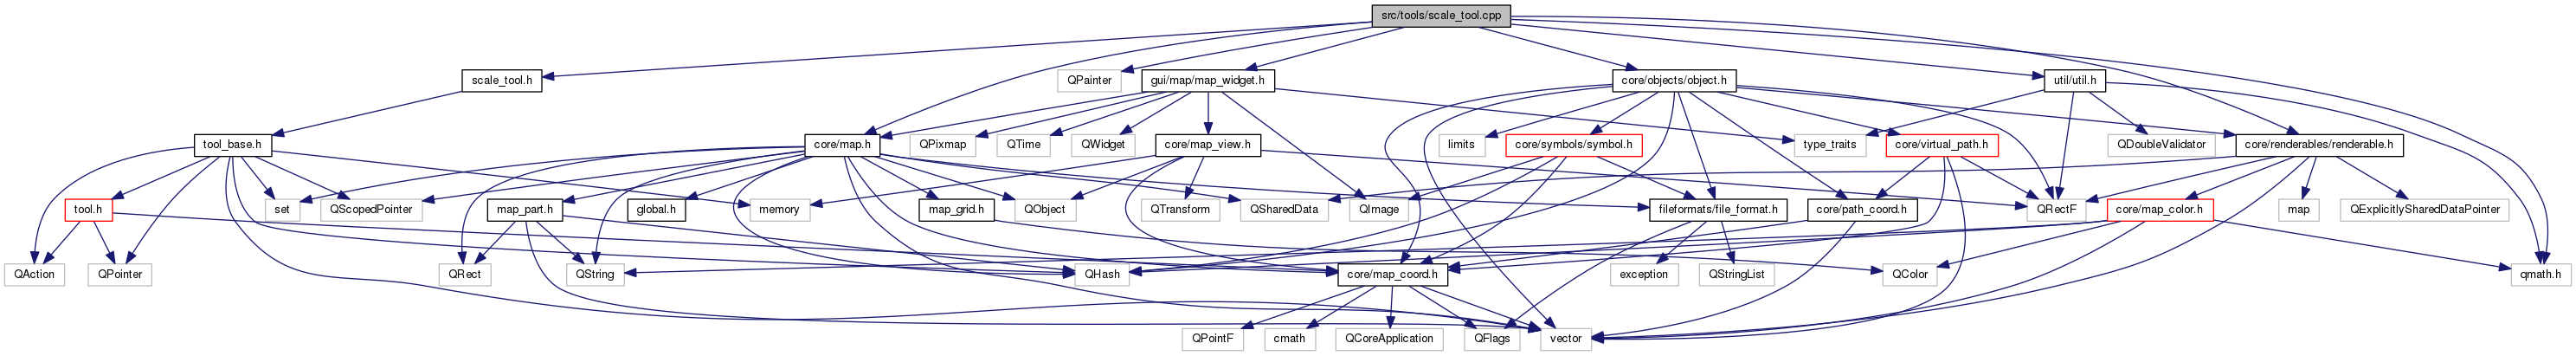 src/tools/scale_tool.cpp
scale_tool.h
QPainter
gui/map/map_widget.h
core/objects/object.h
util/util.h
tool_base.h
core/map.h
QPixmap
QTime
QWidget
core/map_view.h
limits
core/symbols/symbol.h
type_traits
core/virtual_path.h
QDoubleValidator
core/renderables/renderable.h
tool.h
set
QScopedPointer
map_part.h
global.h
memory
map_grid.h
QObject
QTransform
QSharedData
QImage
fileformats/file_format.h
core/path_coord.h
QRectF
core/map_color.h
map
QExplicitlySharedDataPointer
QAction
QPointer
QRect
QString
QHash
core/map_coord.h
exception
QStringList
QColor
qmath.h
QPointF
cmath
QCoreApplication
QFlags
vector